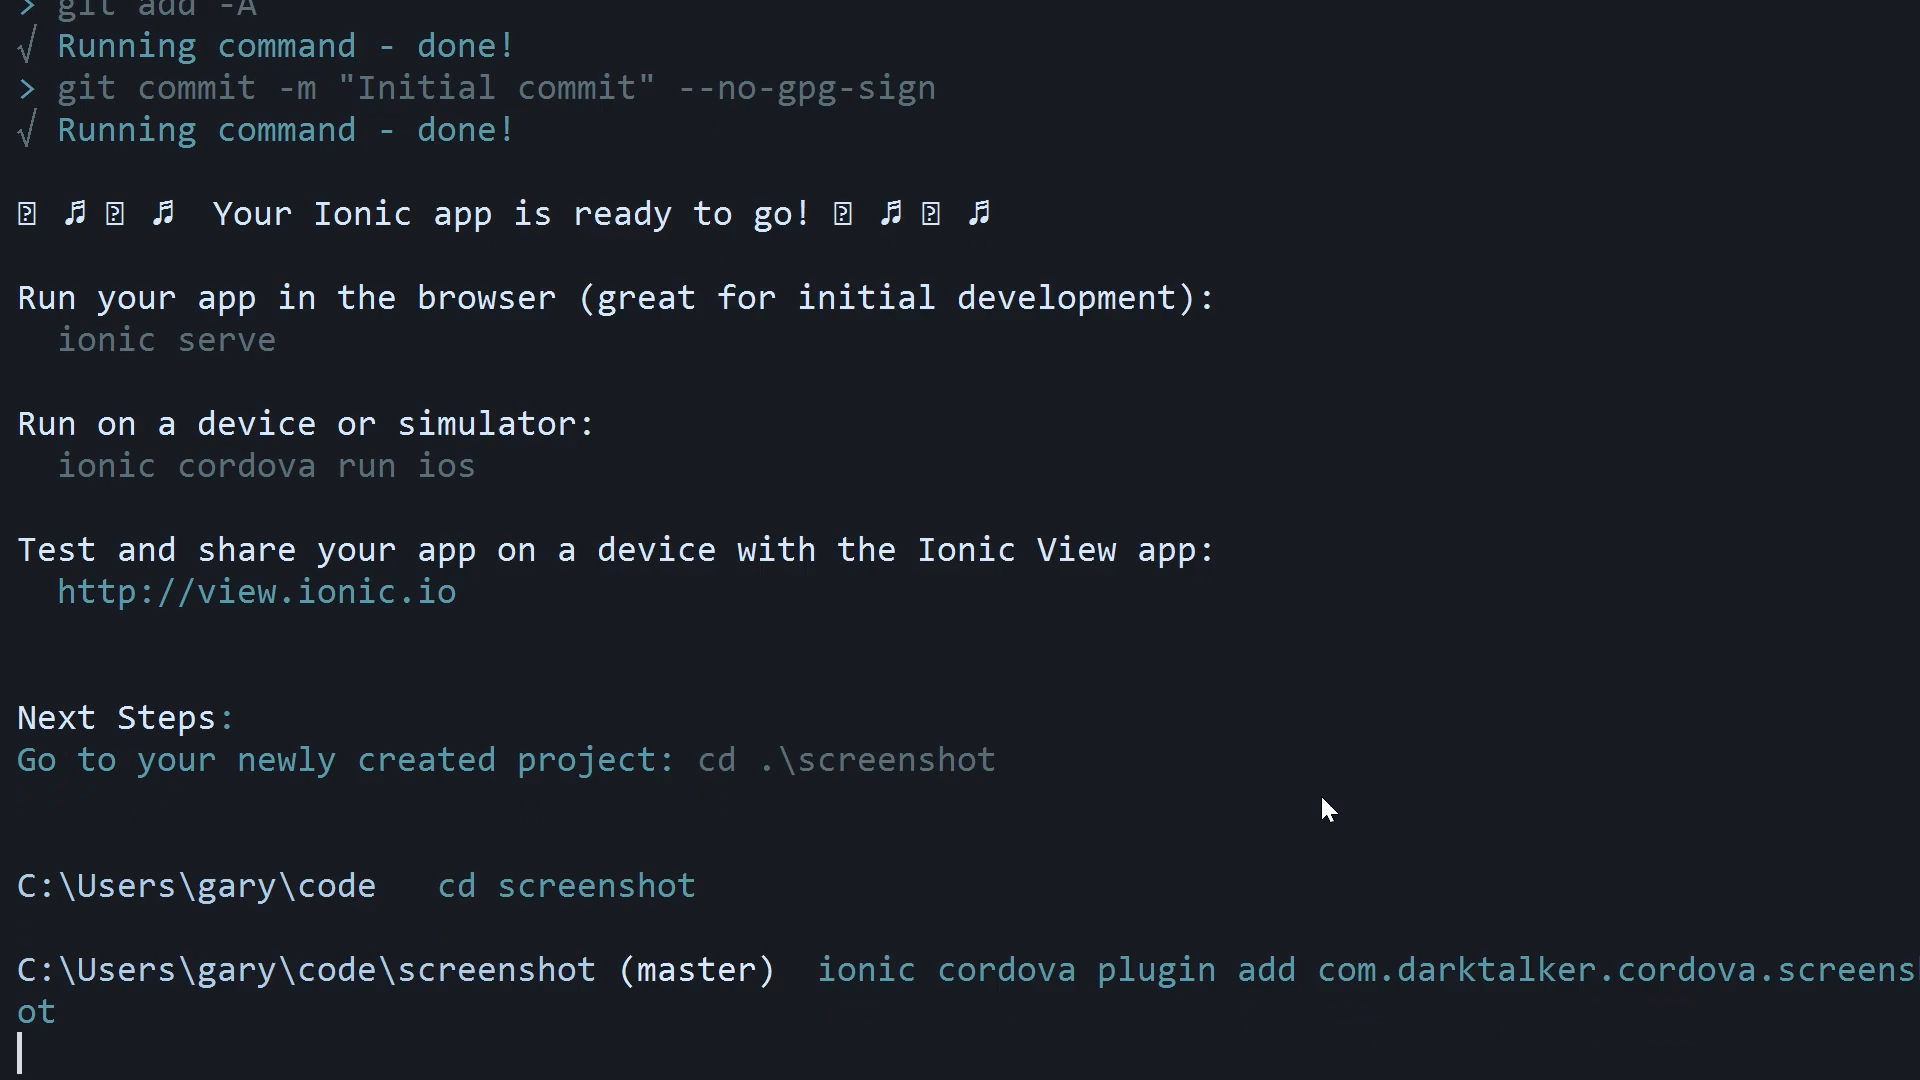 > git add -A
√ Running command - done!
> git commit -m "Initial commit" --no-gpg-sign
√ Running command - done!
♬ ♬ Your Ionic app is ready to go! ♬ ♬
Run your app in the browser (great for initial development):
ionic serve
Run on a device or simulator:
ionic cordova run ios
Test and share your app on a device with the Ionic View app:
http://view.ionic.io
Next Steps:
Go to your newly created project: cd .\screenshot
C:\Users\gary\code cd screenshot
C:\Users\gary\code\screenshot (master) ionic cordova plugin add com.darktalker.cordova.screensh
ot